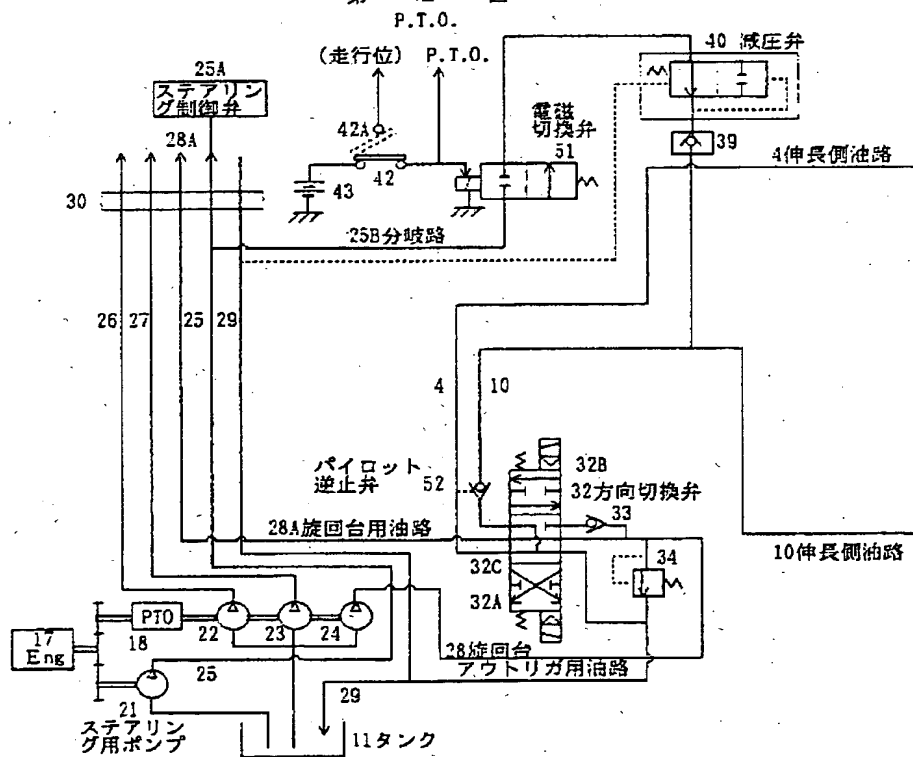 第
図
P.T.O.
(走行位)
P.T.O.
40 減圧弁
25A
ステアリン
グ制御弁
電磁
切換弁
51
28A
42A
42
43
39
4伸長側油路
30
25B分岐路
26
27
25
29
4
10
パイロット
逆止弁
52
32B
32方向切換弁
33
28A旋回台用油路
10伸長側油路
34
32C
32A
17
Eng
PTO
18
22
23
24
25
28旋回台
アウトリガ用油路
29
21
ステアリン
グ用ポンプ
11タンク